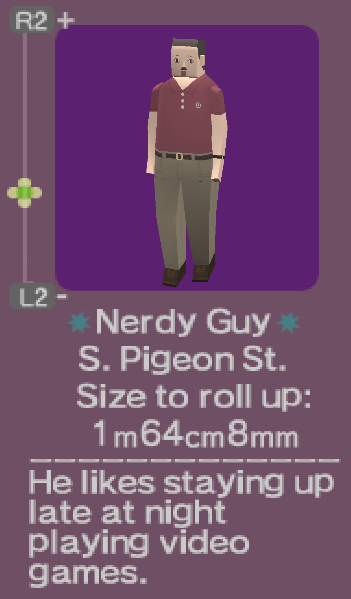 R2 +
L2 -
Nerdy Guy
S. Pigeon St.
Size to roll up:
1m64cm8mm
He likes staying up
late at night
playing video
games.